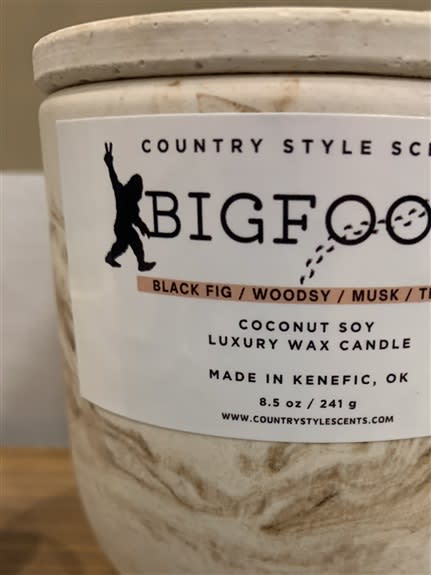 COUNTRY STYLE SC
BIGFOO
BLACK FIG / WOODSY / MUSK / T
COCONUT SOY
LUXURY WAX CANDLE
MADE IN KENEFIC, OK
8.5 oz / 241 g
WWW.COUNTRYSTYLESCENTS.COM